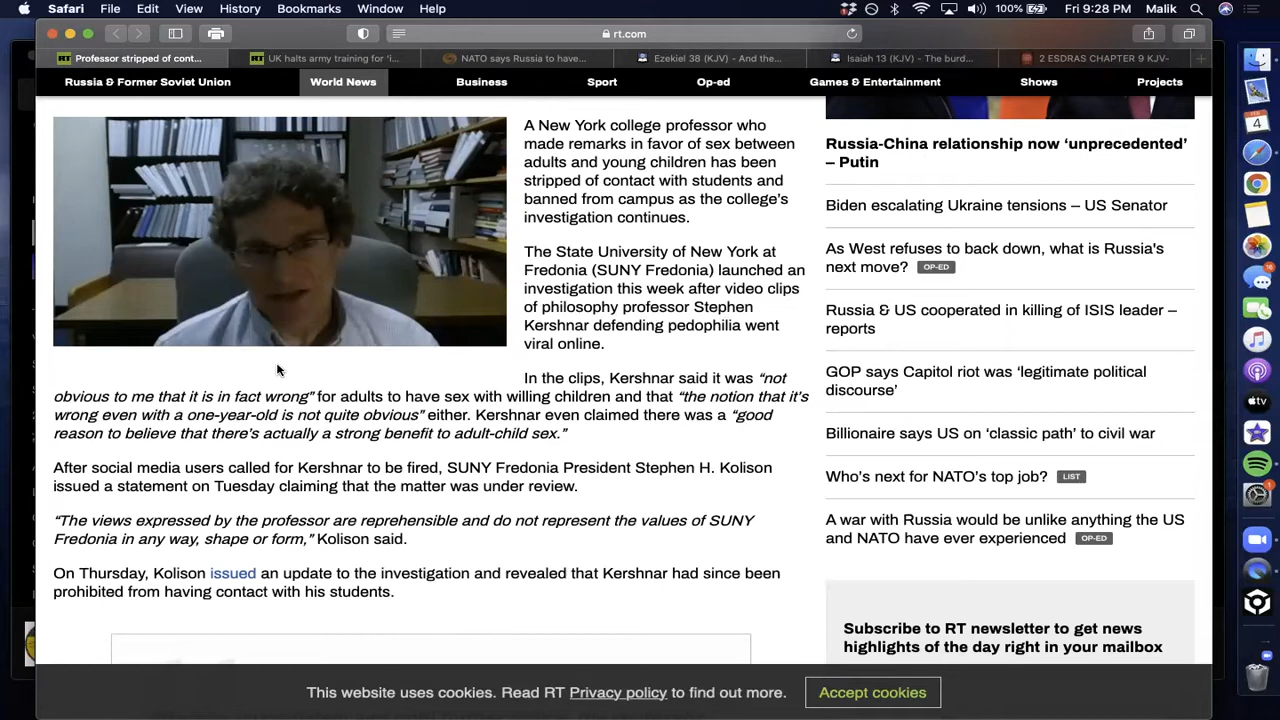 Safari File Edit View History Bookmarks Window Help 100% Fri 9:28 PM Malik
rt.com
Professor stripped of cont... UK halts army training for 'i... NATO says Russia to have... Ezekiel 38 (KJV) - And the... Isaiah 13 (KJV) - The burd... 2 ESDRAS CHAPTER 9 KJV-
Russia & Former Soviet Union World News Business Sport Op-ed Games & Entertainment Shows Projects
A New York college professor who
made remarks in favor of sex between
adults and young children has been
stripped of contact with students and
banned from campus as the college's
investigation continues.
The State University of New York at
Fredonia (SUNY Fredonia) launched an
investigation this week after video clips
of philosophy professor Stephen
Kershnar defending pedophilia went
viral online.
In the clips, Kershnar said it was “not
obvious to me that it is in fact wrong” for adults to have sex with willing children and that “the notion that it's
wrong even with a one-year-old is not quite obvious” either. Kershnar even claimed there was a “good
reason to believe that there's actually a strong benefit to adult-child sex.”
After social media users called for Kershnar to be fired, SUNY Fredonia President Stephen H. Kolison
issued a statement on Tuesday claiming that the matter was under review.
“The views expressed by the professor are reprehensible and do not represent the values of SUNY
Fredonia in any way, shape or form,” Kolison said.
On Thursday, Kolison issued an update to the investigation and revealed that Kershnar had since been
prohibited from having contact with his students.
Russia-China relationship now ‘unprecedented’
– Putin
Biden escalating Ukraine tensions – US Senator
As West refuses to back down, what is Russia's
next move? OP-ED
Russia & US cooperated in killing of ISIS leader –
reports
GOP says Capitol riot was ‘legitimate political
discourse’
Billionaire says US on ‘classic path’ to civil war
Who's next for NATO's top job? LIST
A war with Russia would be unlike anything the US
and NATO have ever experienced OP-ED
Subscribe to RT newsletter to get news
highlights of the day right in your mailbox
This website uses cookies. Read RT Privacy policy to find out more. Accept cookies